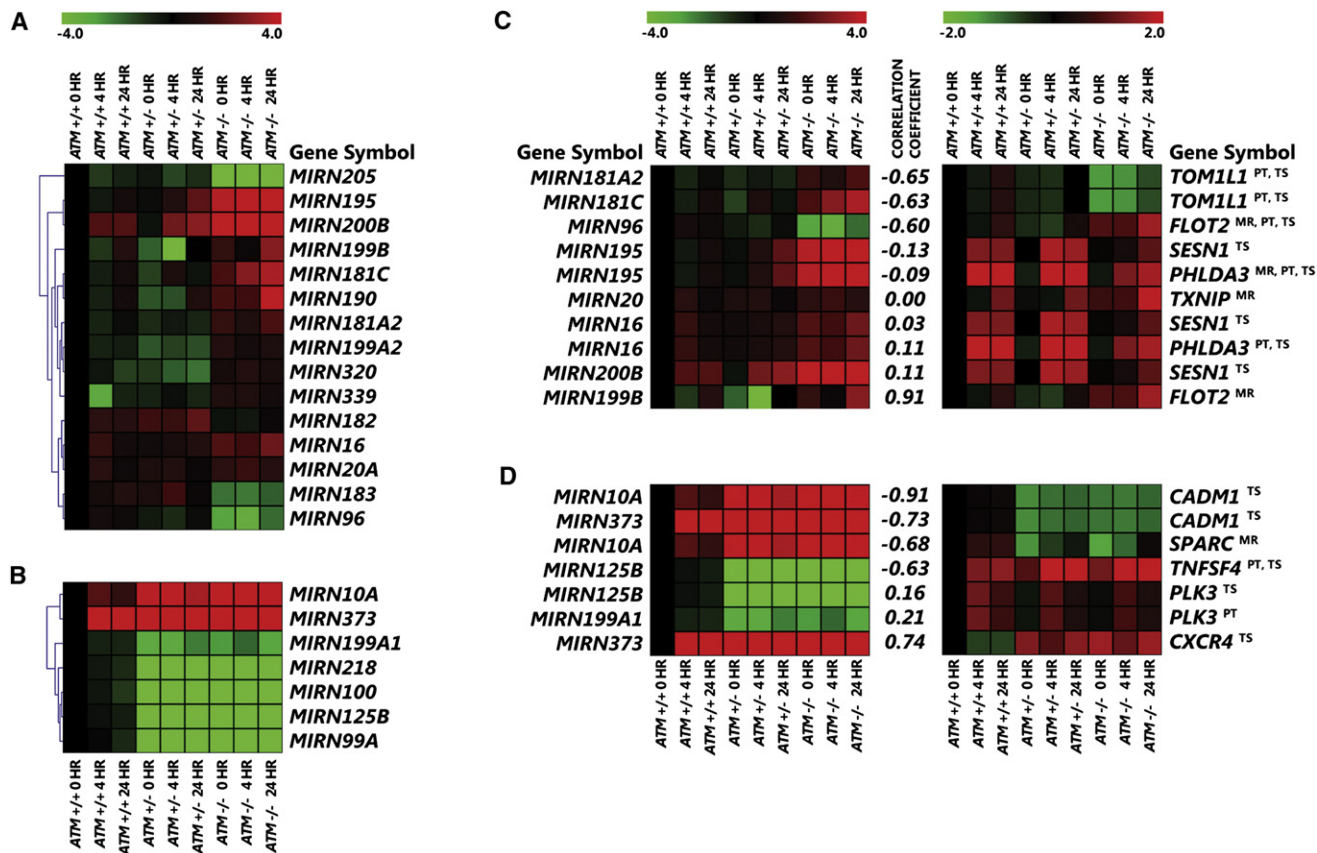 A
-4.0 4.0
ATM +/+ 0 HR
ATM +/+ 4 HR
ATM +/+ 24 HR
ATM +/- 0 HR
ATM +/- 4 HR
ATM +/- 24 HR
ATM -/- 0 HR
ATM -/- 4 HR
ATM -/- 24 HR
Gene Symbol
MIRN205
MIRN195
MIRN200B
MIRN199B
MIRN181C
MIRN190
MIRN181A2
MIRN199A2
MIRN320
MIRN339
MIRN182
MIRN16
MIRN20A
MIRN183
MIRN96
B
MIRN10A
MIRN373
MIRN199A1
MIRN218
MIRN100
MIRN125B
MIRN99A
ATM +/+ 0 HR
ATM +/+ 4 HR
ATM +/+ 24 HR
ATM +/- 0 HR
ATM +/- 4 HR
ATM +/- 24 HR
ATM -/- 0 HR
ATM -/- 4 HR
ATM -/- 24 HR
C
-4.0 4.0
-2.0 2.0
ATM +/+ 0 HR
ATM +/+ 4 HR
ATM +/+ 24 HR
ATM +/- 0 HR
ATM +/- 4 HR
ATM +/- 24 HR
ATM -/- 0 HR
ATM -/- 4 HR
ATM -/- 24 HR
CORRELATION
COEFFICIENT
ATM +/+ 0 HR
ATM +/+ 4 HR
ATM +/+ 24 HR
ATM +/- 0 HR
ATM +/- 4 HR
ATM +/- 24 HR
ATM -/- 0 HR
ATM -/- 4 HR
ATM -/- 24 HR
Gene Symbol Gene Symbol
MIRN181A2 -0.65 TOM1L1 PT, TS
MIRN181C -0.63 TOM1L1 PT, TS
MIRN96 -0.60 FLOT2 MR, PT, TS
MIRN195 -0.13 SESN1 TS
MIRN195 -0.09 PHLDA3 MR, PT, TS
MIRN20 0.00 TXNIP MR
MIRN16 0.03 SESN1 TS
MIRN16 0.11 PHLDA3 PT, TS
MIRN200B 0.11 SESN1 TS
MIRN199B 0.91 FLOT2 MR
D
MIRN10A -0.91 CADM1 TS
MIRN373 -0.73 CADM1 TS
MIRN10A -0.68 SPARC MR
MIRN125B -0.63 TNFSF4 PT, TS
MIRN125B 0.16 PLK3 TS
MIRN199A1 0.21 PLK3 PT
MIRN373 0.74 CXCR4 TS
ATM +/+ 0 HR
ATM +/+ 4 HR
ATM +/+ 24 HR
ATM +/- 0 HR
ATM +/- 4 HR
ATM +/- 24 HR
ATM -/- 0 HR
ATM -/- 4 HR
ATM -/- 24 HR
ATM +/+ 0 HR
ATM +/+ 4 HR
ATM +/+ 24 HR
ATM +/- 0 HR
ATM +/- 4 HR
ATM +/- 24 HR
ATM -/- 0 HR
ATM -/- 4 HR
ATM -/- 24 HR